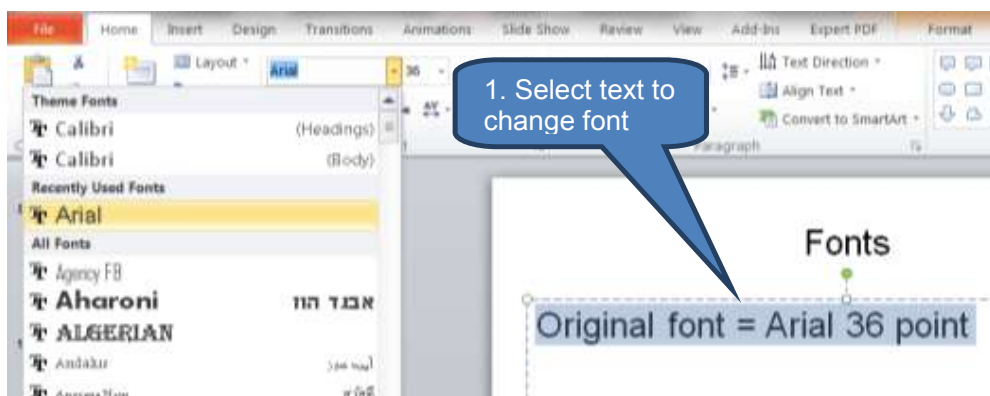 File Home Insert Design Transitions Animations Slide Show Review View Add-Ins Expert PDF Format
Layout Arial 36 Text Direction
Align Text
Convert to SmartArt
Paragraph
1. Select text to
change font
Theme Fonts
Calibri (Headings)
Calibri (Body)
Recently Used Fonts
Arial
All Fonts
Agency FB
Aharoni אבגד הוז
ALGERIAN
Andalus
Fonts
Original font = Arial 36 point